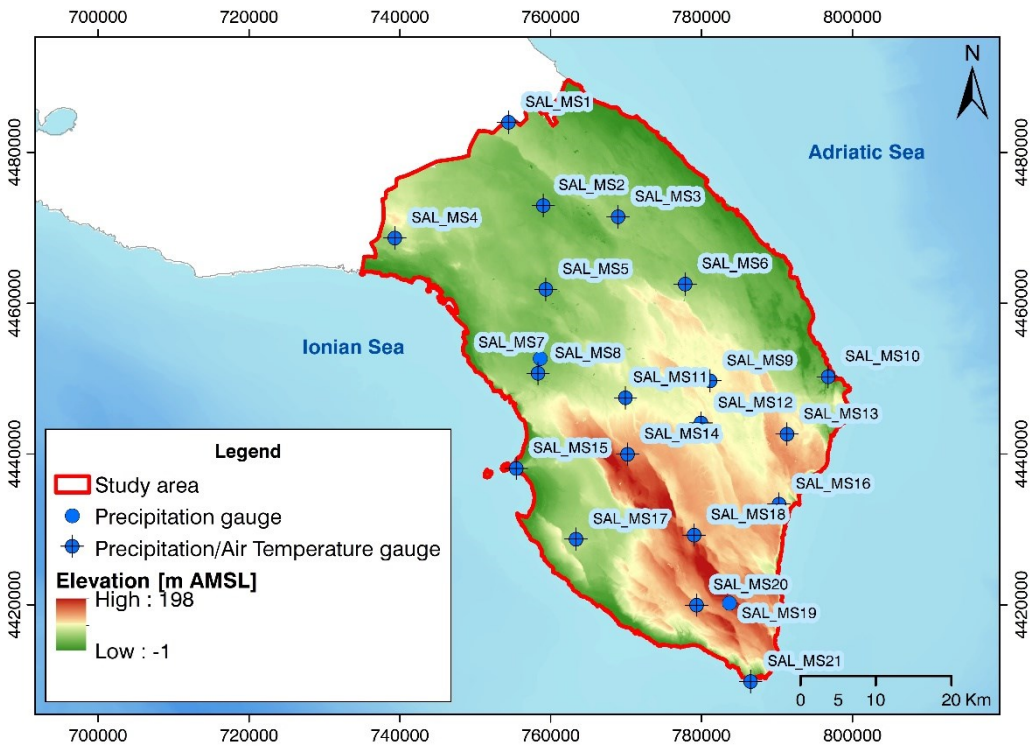 700000 720000 740000 760000 780000 800000
N
SAL_MS1
4480000 Adriatic Sea 4480000
SAL_MS2
SAL_MS3
SAL_MS4
SAL_MS5
SAL_MS6
4460000 4460000
Ionian Sea
SAL_MS7
SAL_MS8
SAL_MS9
SAL_MS10
SAL_MS11
SAL_MS12
SAL_MS13
SAL_MS14
4440000 4440000
SAL_MS15
SAL_MS16
SAL_MS17
SAL_MS18
SAL_MS20
SAL_MS19
4420000 4420000
SAL_MS21
Legend
Study area
Precipitation gauge
Precipitation/Air Temperature gauge
Elevation [m AMSL]
High : 198
Low : -1
0 5 10 20 Km
700000 720000 740000 760000 780000 800000